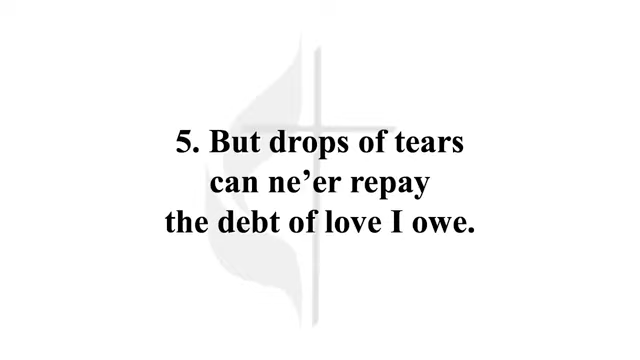 5. But drops of tears
can ne’er repay
the debt of love I owe.